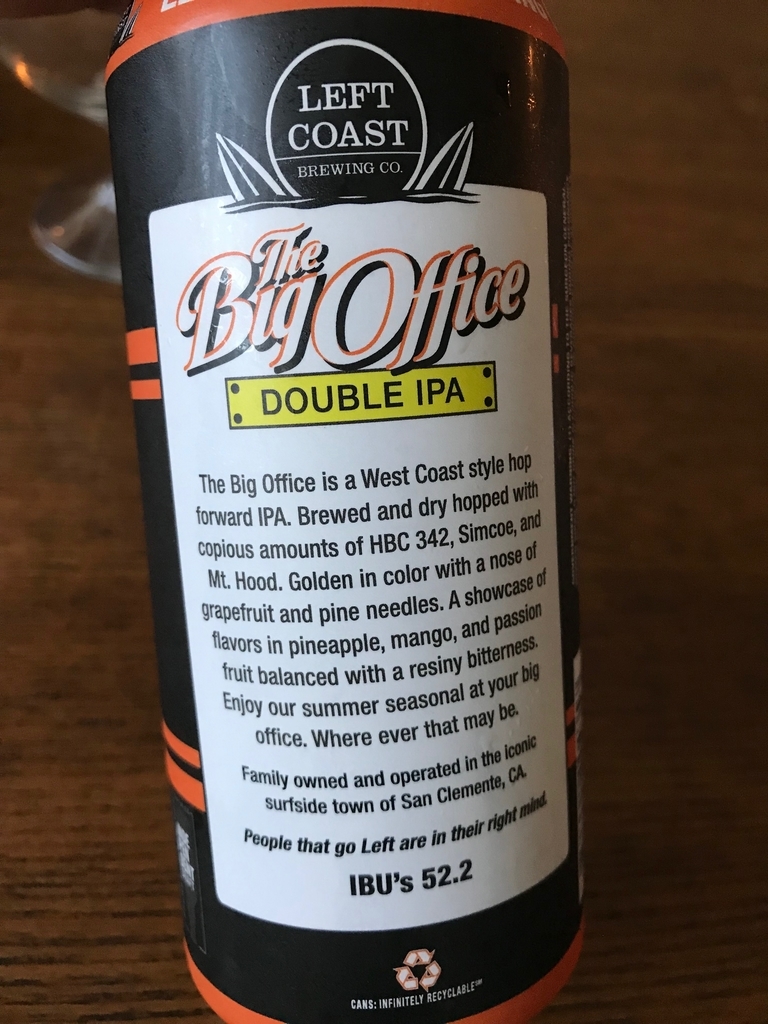 LEFT
COAST
BREWING CO.
The
Big Office
DOUBLE IPA
The Big Office is a West Coast style hop
forward IPA. Brewed and dry hopped with
copious amounts of HBC 342, Simcoe, and
Mt. Hood. Golden in color with a nose of
grapefruit and pine needles. A showcase of
flavors in pineapple, mango, and passion
fruit balanced with a resiny bitterness.
Enjoy our summer seasonal at your big
office. Where ever that may be.
Family owned and operated in the Iconic
surfside town of San Clemente, CA.
People that go Left are in their right mind.
IBU's 52.2
CANS: INFINITELY RECYCLABLE℠